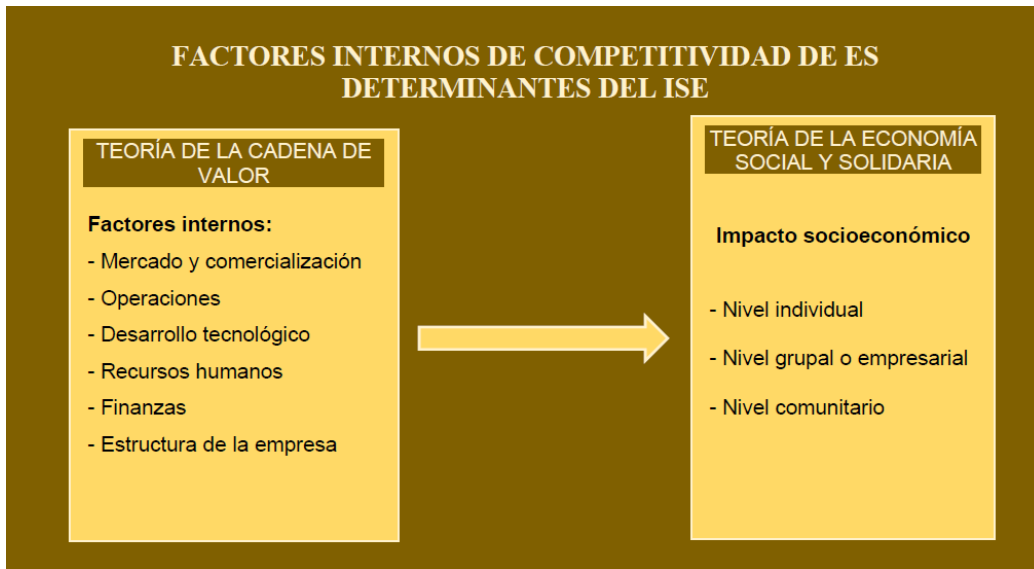 FACTORES INTERNOS DE COMPETITIVIDAD DE ES
DETERMINANTES DEL ISE
TEORÍA DE LA CADENA DE
VALOR
Factores internos:
- Mercado y comercialización
- Operaciones
- Desarrollo tecnológico
- Recursos humanos
- Finanzas
- Estructura de la empresa
TEORÍA DE LA ECONOMÍA
SOCIAL Y SOLIDARIA
Impacto socioeconómico
- Nivel individual
- Nivel grupal o empresarial
- Nivel comunitario